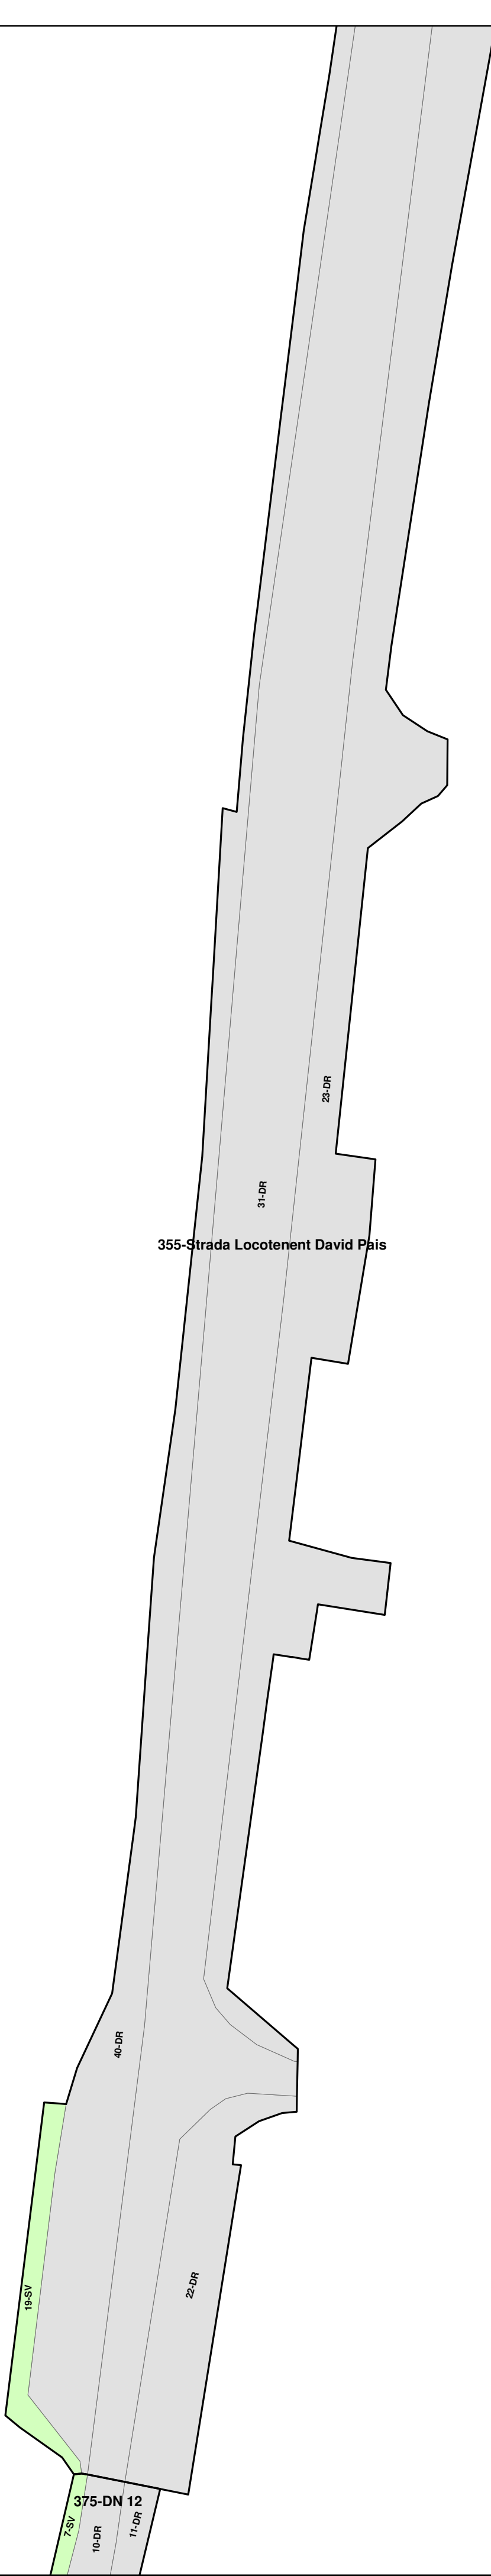 23-DR
31-DR
355-Strada Locotenent David Pais
40-DR
22-DR
19-SV
375-DN 12
7-SV
10-DR
11-DR